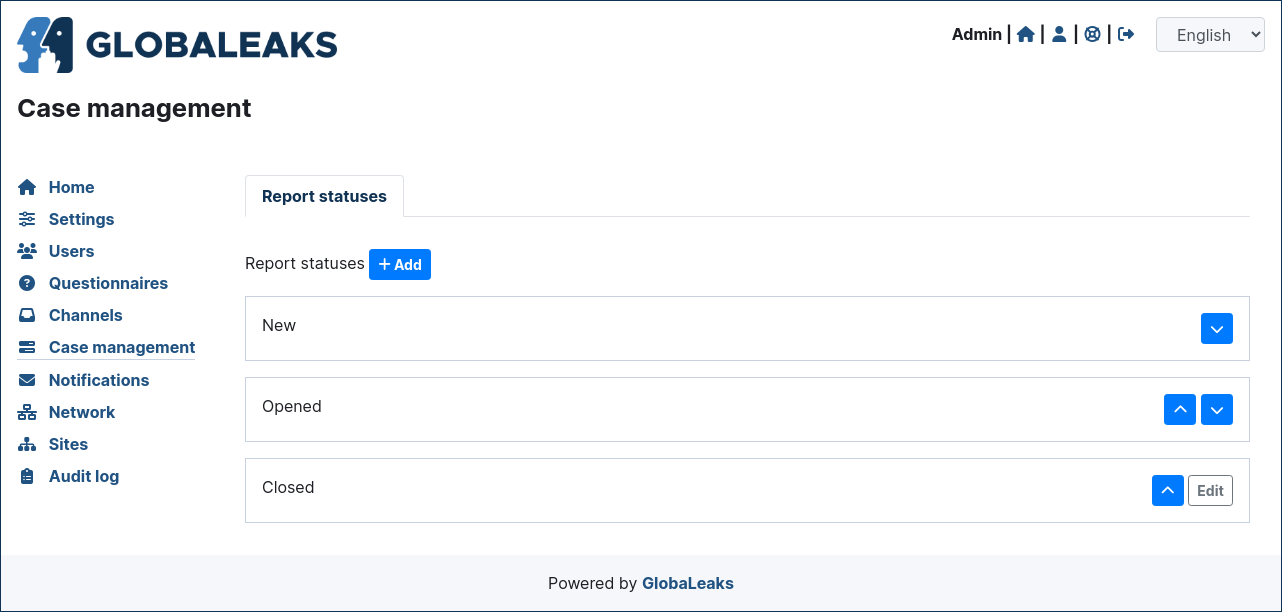 GLOBALEAKS
Admin | | | |
English
Case management
Home
Settings
Users
Questionnaires
Channels
Case management
Notifications
Network
Sites
Audit log
Report statuses
Report statuses Add
New
Opened
Closed
Edit
Powered by GlobaLeaks